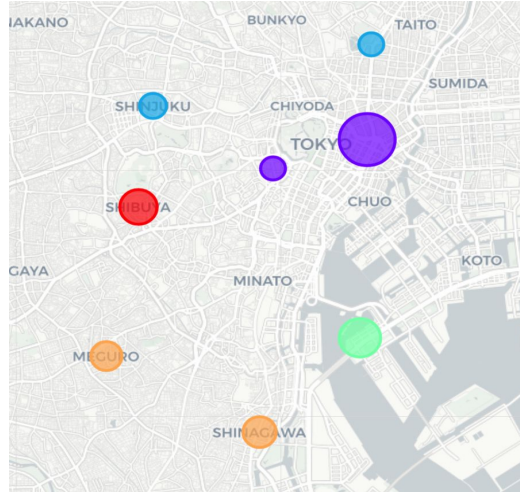 BUNKYO
NAKANO
TAITO
SUMIDA
SHINJUKU
CHIYODA
TOKYO
CHUO
SHIBUYA
KOTO
GAYA
MINATO
MEGURO
SHINAGAWA